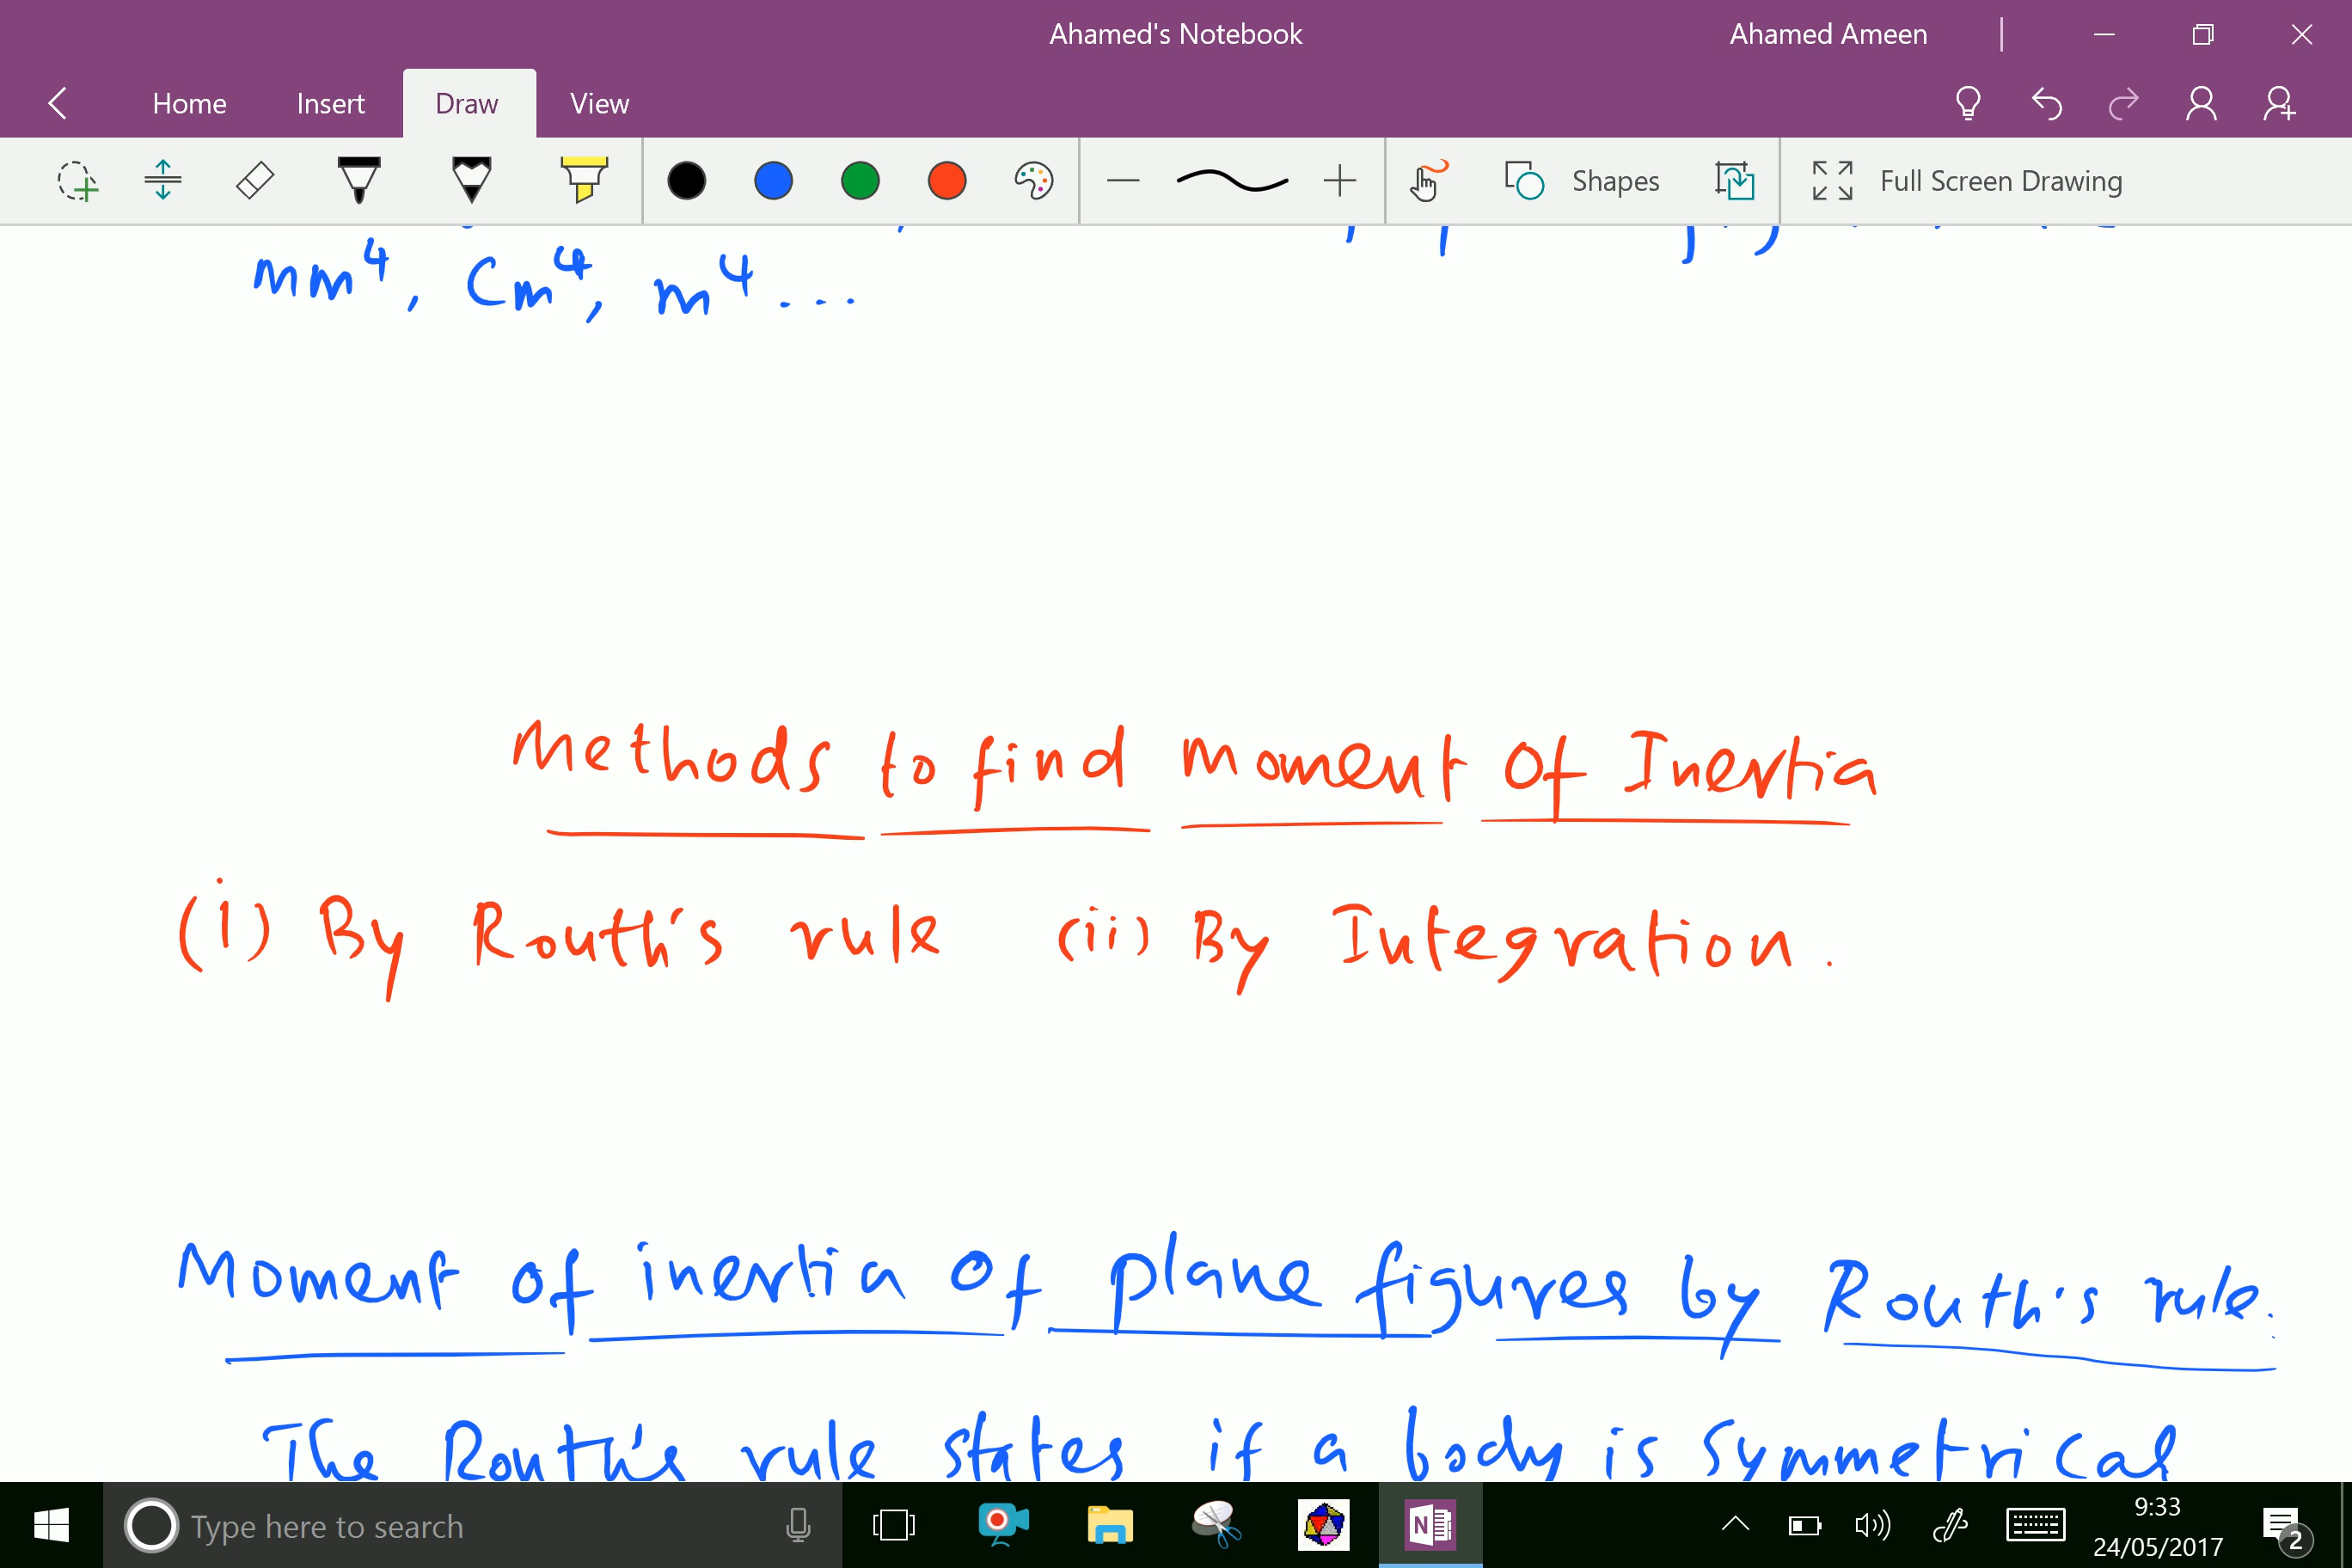 Ahamed's Notebook Ahamed Ameen
Home Insert Draw View
Shapes Full Screen Drawing
mm⁴, Cm⁴, m⁴...
Methods to find moment of Inertia
(i) By Routh's rule (ii) By Integration.
Moment of inertia of plane figures by Routh's rule.
The Routh's rule states if a body is symmetrical
Type here to search
9:33
24/05/2017
2